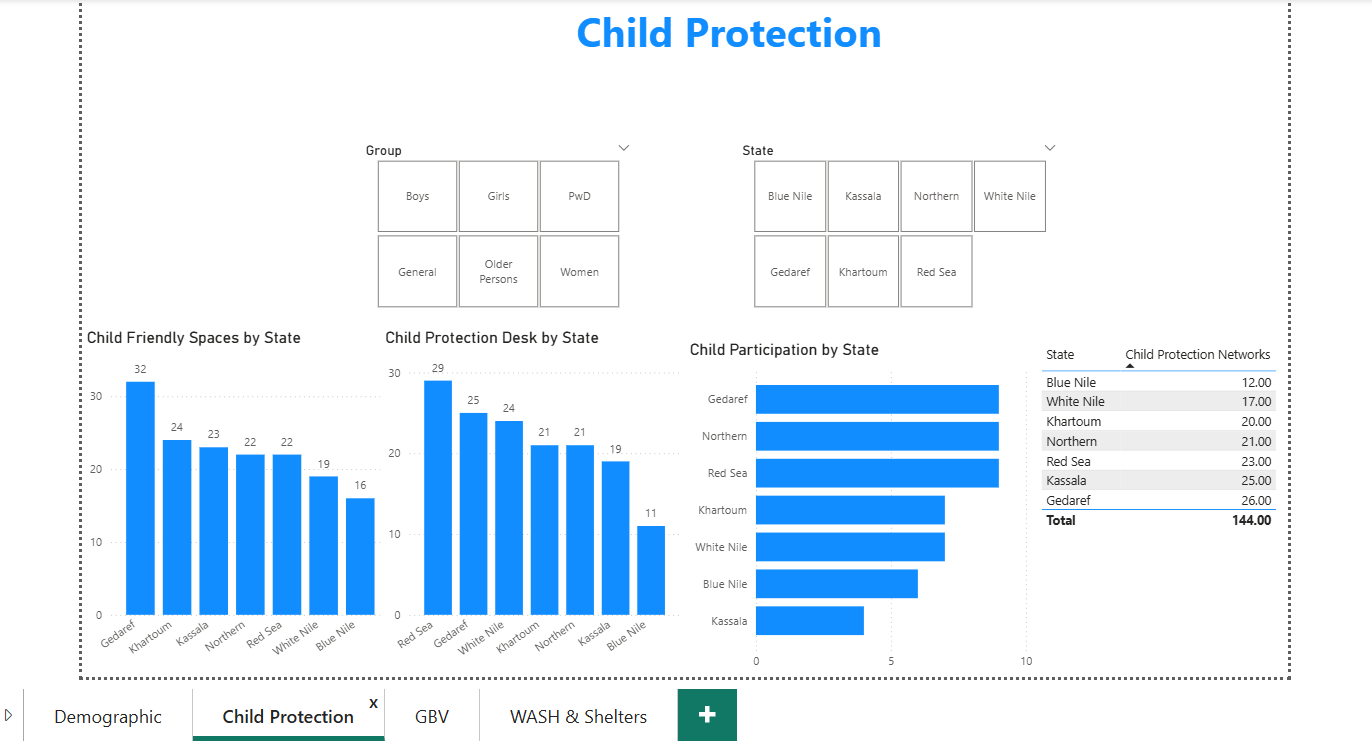 Child Protection
Group
Boys
Girls
PwD
General
Older
Persons
Women
State
Blue Nile
Kassala
Northern
White Nile
Gedaref
Khartoum
Red Sea
Child Friendly Spaces by State
30
20
10
0
32
24
23
22
22
19
16
Gedaref
Khartoum
Kassala
Northern
Red Sea
White Nile
Blue Nile
Child Protection Desk by State
30
20
10
0
29
25
24
21
21
19
11
Red Sea
Gedaref
White Nile
Khartoum
Northern
Kassala
Blue Nile
Child Participation by State
Gedaref
Northern
Red Sea
Khartoum
White Nile
Blue Nile
Kassala
0 5 10
State Child Protection Networks
Blue Nile 12.00
White Nile 17.00
Khartoum 20.00
Northern 21.00
Red Sea 23.00
Kassala 25.00
Gedaref 26.00
Total 144.00
Demographic
Child Protection
x
GBV
WASH & Shelters
+